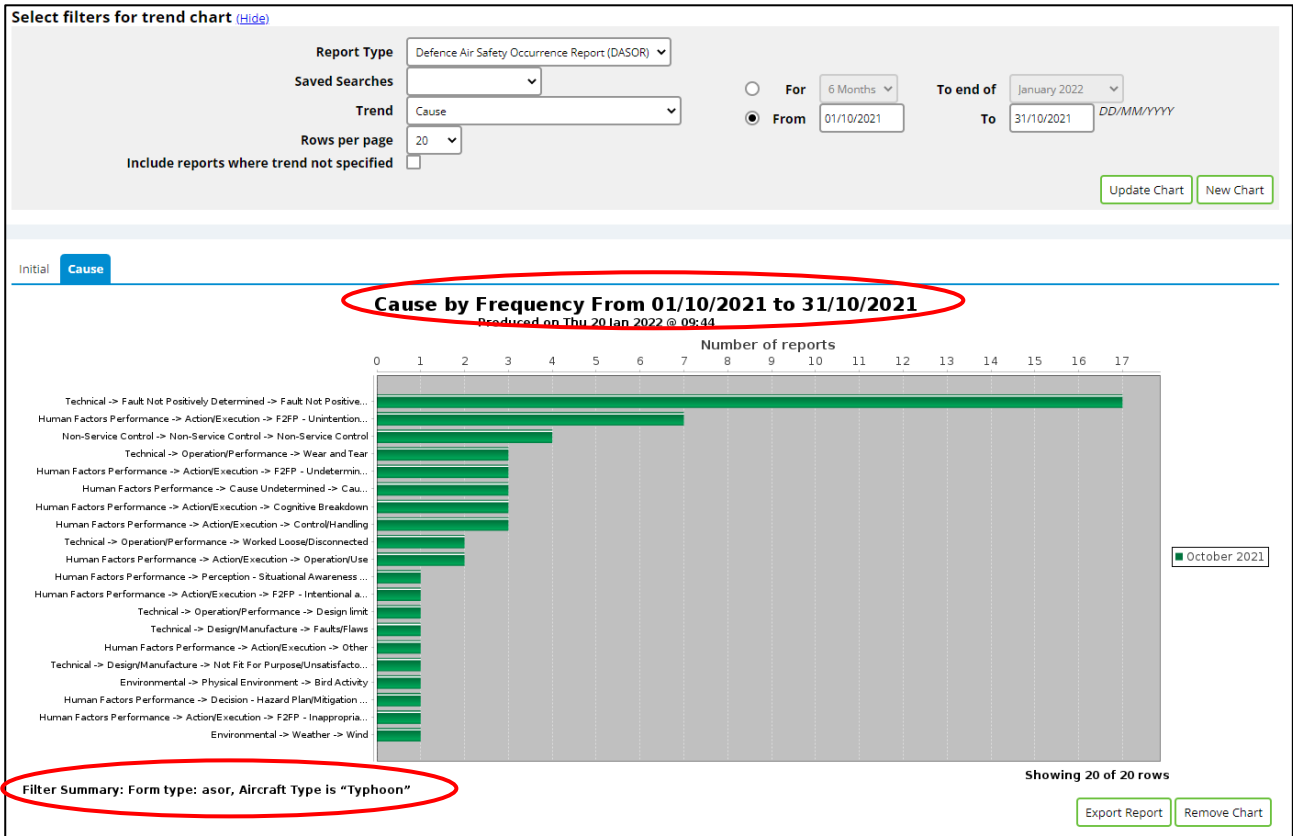 Select filters for trend chart (Hide)
Report Type Defence Air Safety Occurrence Report (DASOR)
Saved Searches
For 6 Months To end of January 2022
Trend Cause
From 01/10/2021 To 31/10/2021 DD/MM/YYYY
Rows per page 20
Include reports where trend not specified
Update Chart New Chart
Initial Cause
Cause by Frequency From 01/10/2021 to 31/10/2021
Produced on Thu 20 Jan 2022 @ 09:44
Number of reports
0 1 2 3 4 5 6 7 8 9 10 11 12 13 14 15 16 17
Technical -> Fault Not Positively Determined -> Fault Not Positive...
Human Factors Performance -> Action/Execution -> F2FP - Unintention...
Non-Service Control -> Non-Service Control -> Non-Service Control
Technical -> Operation/Performance -> Wear and Tear
Human Factors Performance -> Action/Execution -> F2FP - Undetermin...
Human Factors Performance -> Cause Undetermined -> Cau...
Human Factors Performance -> Action/Execution -> Cognitive Breakdown
Human Factors Performance -> Action/Execution -> Control/Handling
Technical -> Operation/Performance -> Worked Loose/Disconnected
Human Factors Performance -> Action/Execution -> Operation/Use
October 2021
Human Factors Performance -> Perception - Situational Awareness ...
Human Factors Performance -> Action/Execution -> F2FP - Intentional a...
Technical -> Operation/Performance -> Design limit
Technical -> Design/Manufacture -> Faults/Flaws
Human Factors Performance -> Action/Execution -> Other
Technical -> Design/Manufacture -> Not Fit For Purpose/Unsatisfacto...
Environmental -> Physical Environment -> Bird Activity
Human Factors Performance -> Decision - Hazard Plan/Mitigation ...
Human Factors Performance -> Action/Execution -> F2FP - Inappropria...
Environmental -> Weather -> Wind
Showing 20 of 20 rows
Filter Summary: Form type: asor, Aircraft Type is “Typhoon”
Export Report Remove Chart